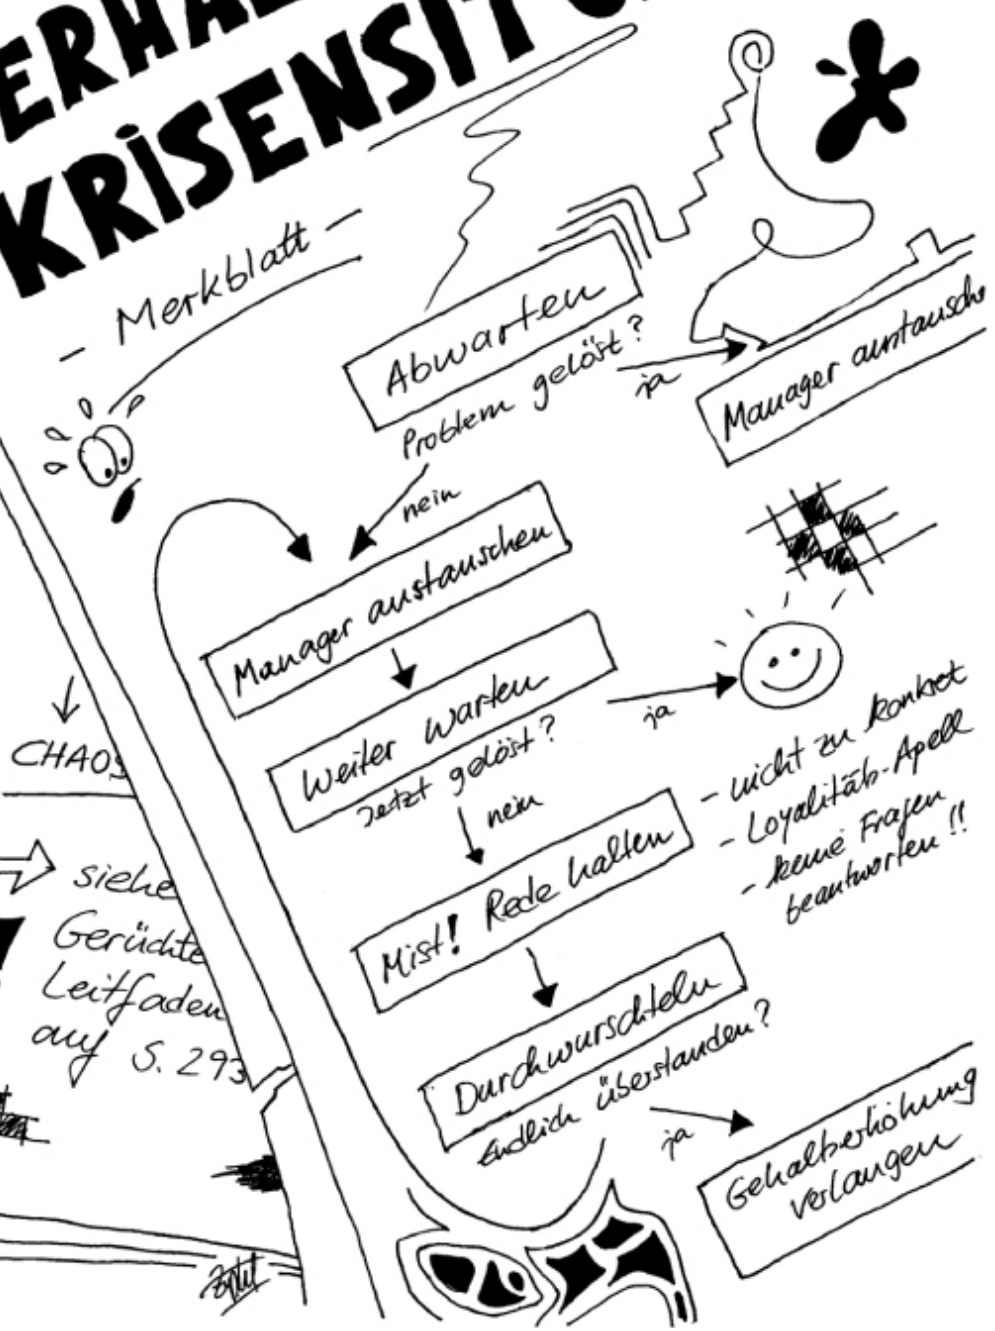 ERHAL
KRISENSIT
- Merkblatt -
Abwarten
Problem gelöst?
ja
Manager austausche
nein
Manager austauschen
Weiter warten
Jetzt gelöst?
ja
nein
- nicht zu konkret
- Loyalitäts-Apell
- keine Fragen
beantworten!!
Mist! Rede halten
Durchwurschteln
Endlich überstanden?
ja
Gehaltserhöhung
verlangen
CHAOS
siehe
Gerüchte
Leitfaden
auf S. 293